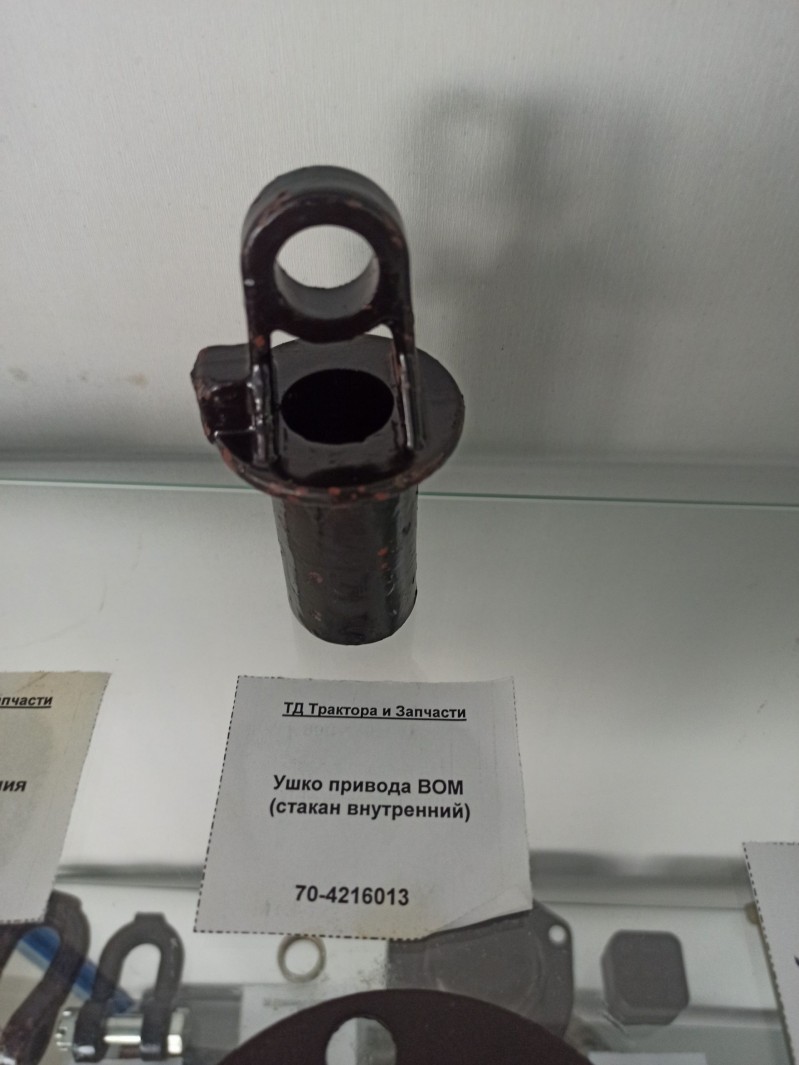 ТД Трактора и Запчасти
Ушко привода ВОМ
(стакан внутренний)
70-4216013